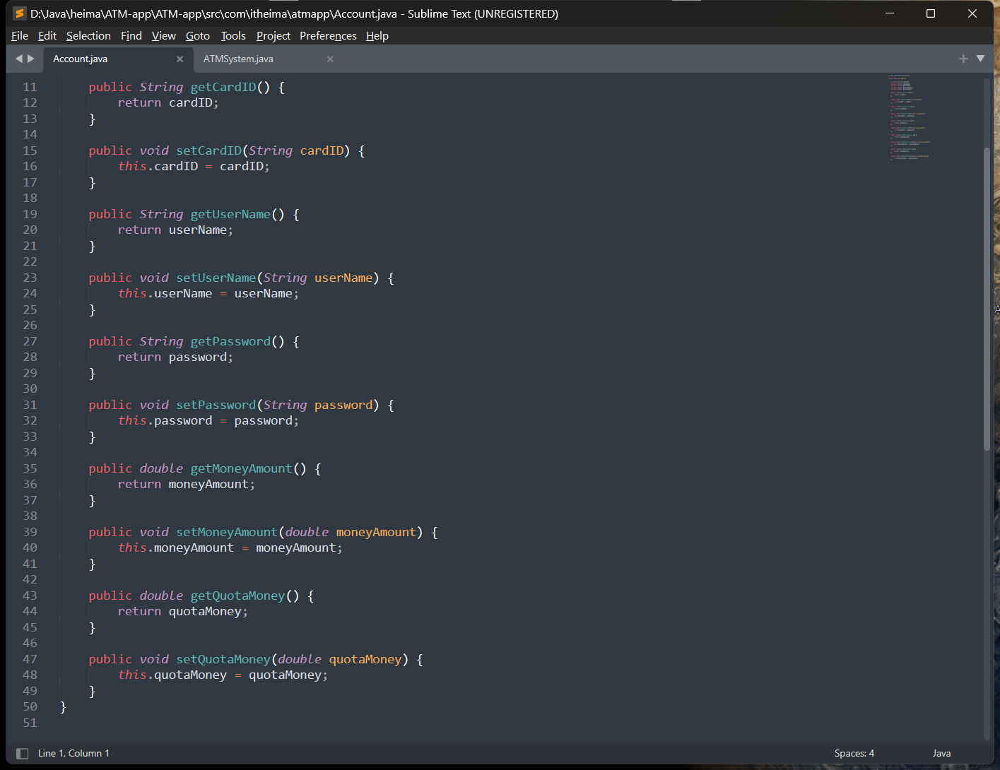 D:\Java\heima\ATM-app\ATM-app\src\com\itheima\atmapp\Account.java - Sublime Text (UNREGISTERED)
File Edit Selection Find View Goto Tools Project Preferences Help
Account.java ATMSystem.java
11     public String getCardID() {
12         return cardID;
13     }
14
15     public void setCardID(String cardID) {
16         this.cardID = cardID;
17     }
18
19     public String getUserName() {
20         return userName;
21     }
22
23     public void setUserName(String userName) {
24         this.userName = userName;
25     }
26
27     public String getPassword() {
28         return password;
29     }
30
31     public void setPassword(String password) {
32         this.password = password;
33     }
34
35     public double getMoneyAmount() {
36         return moneyAmount;
37     }
38
39     public void setMoneyAmount(double moneyAmount) {
40         this.moneyAmount = moneyAmount;
41     }
42
43     public double getQuotaMoney() {
44         return quotaMoney;
45     }
46
47     public void setQuotaMoney(double quotaMoney) {
48         this.quotaMoney = quotaMoney;
49     }
50 }
51
Line 1, Column 1 Spaces: 4 Java